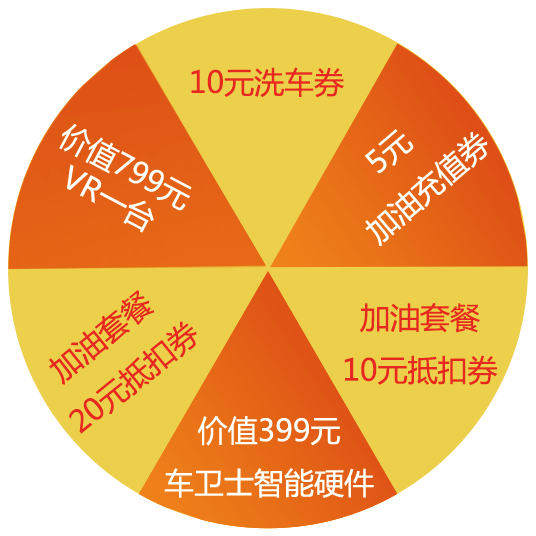 10元洗车券
5元
加油充值券
加油套餐
10元抵扣券
价值399元
车卫士智能硬件
加油套餐
20元抵扣券
价值799元
VR一台